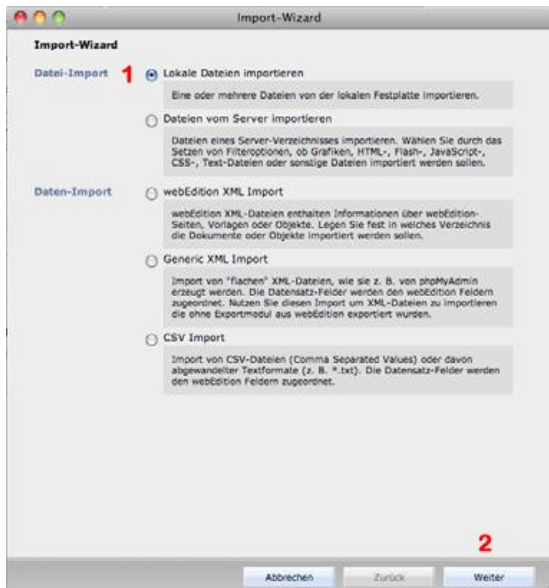 Import-Wizard
Import-Wizard
Datei-Import 1 Lokale Dateien importieren
Eine oder mehrere Dateien von der lokalen Festplatte importieren.
Dateien vom Server importieren
Dateien eines Server-Verzeichnisses importieren. Wählen Sie durch das
Setzen von Filteroptionen, ob Grafiken, HTML-, Flash-, JavaScript-,
CSS-, Text-Dateien oder sonstige Dateien importiert werden sollen.
Daten-Import webEdition XML Import
webEdition XML-Dateien enthalten Informationen über webEdition-
Seiten, Vorlagen oder Objekte. Legen Sie fest in welches Verzeichnis
die Dokumente oder Objekte importiert werden sollen.
Generic XML Import
Import von "flachen" XML-Dateien, wie sie z. B. von phpMyAdmin
erzeugt werden. Die Datensatz-Felder werden den webEdition Feldern
zugeordnet. Nutzen Sie diesen Import um XML-Dateien zu importieren
die ohne Exportmodul aus webEdition exportiert wurden.
CSV Import
Import von CSV-Dateien (Comma Separated Values) oder davon
abgewandelter Textformate (z. B. *.txt). Die Datensatz-Felder werden
den webEdition Feldern zugeordnet.
2
Abbrechen Zurück Weiter